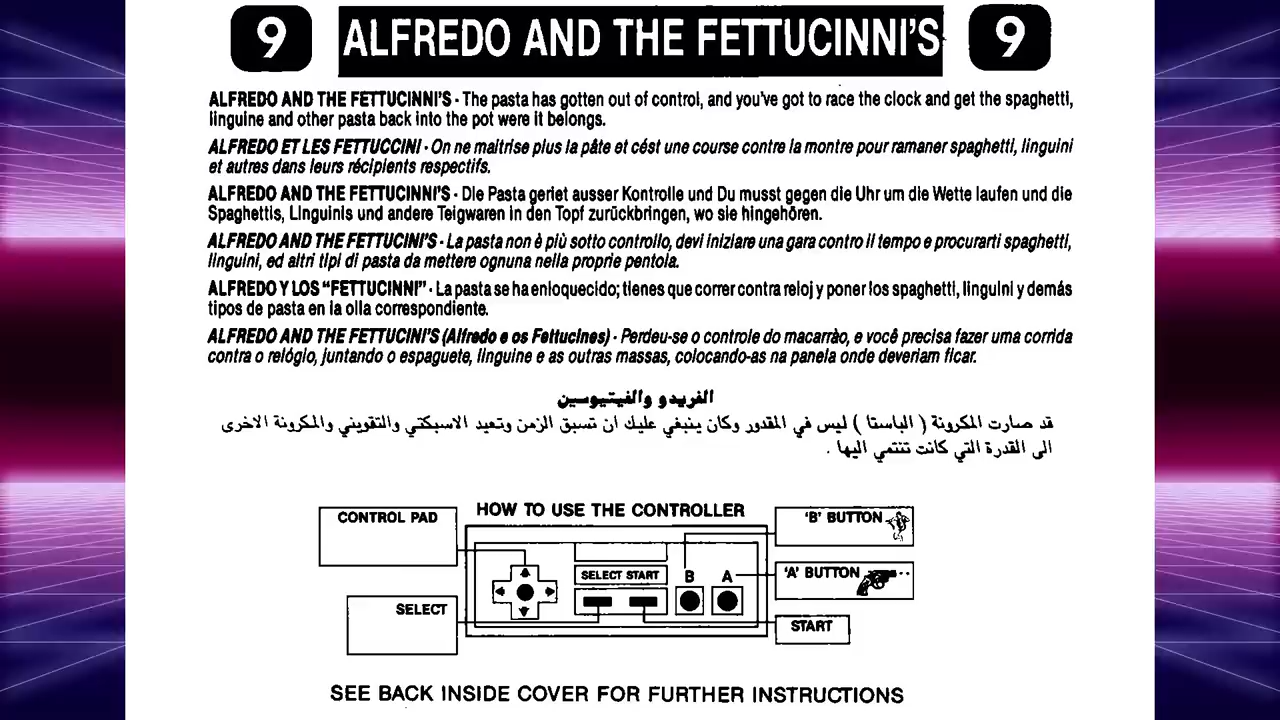 9 ALFREDO AND THE FETTUCINNI'S 9
ALFREDO AND THE FETTUCINNI'S - The pasta has gotten out of control, and you've got to race the clock and get the spaghetti,
linguine and other pasta back into the pot were it belongs.
ALFREDO ET LES FETTUCCINI - On ne maîtrise plus la pâte et cést une course contre la montre pour ramaner spaghetti, linguini
et autres dans leurs récipients respectifs.
ALFREDO AND THE FETTUCINNI'S - Die Pasta geriet ausser Kontrolle und Du musst gegen die Uhr um die Wette laufen und die
Spaghettis, Linguinis und andere Teigwaren in den Topf zurückbringen, wo sie hingehören.
ALFREDO AND THE FETTUCINI'S - La pasta non è più sotto controllo, devi iniziare una gara contro il tempo e procurarti spaghetti,
linguini, ed altri tipi di pasta da mettere ognuna nella proprie pentola.
ALFREDO Y LOS "FETTUCINNI" - La pasta se ha enloquecido; tienes que correr contra reloj y poner los spaghetti, linguini y demás
tipos de pasta en la olla correspondiente.
ALFREDO AND THE FETTUCINI'S (Alfredo e os Fettucines) - Perdeu-se o controle do macarrão, e você precisa fazer uma corrida
contra o relógio, juntando o espaguete, linguine e as outras massas, colocando-as na panela onde deveriam ficar.
الفريدو والفيتيوسين
قد صارت المكرونة ( الباستا ) ليس في المقدور وكان ينبغي عليك ان تسبق الزمن وتعيد الاسبكتي والتقويني والمكرونة الاخرى
الى القدرة التي كانت تنتمي اليها .
HOW TO USE THE CONTROLLER
CONTROL PAD
'B' BUTTON
SELECT START
B A
'A' BUTTON
SELECT
START
SEE BACK INSIDE COVER FOR FURTHER INSTRUCTIONS